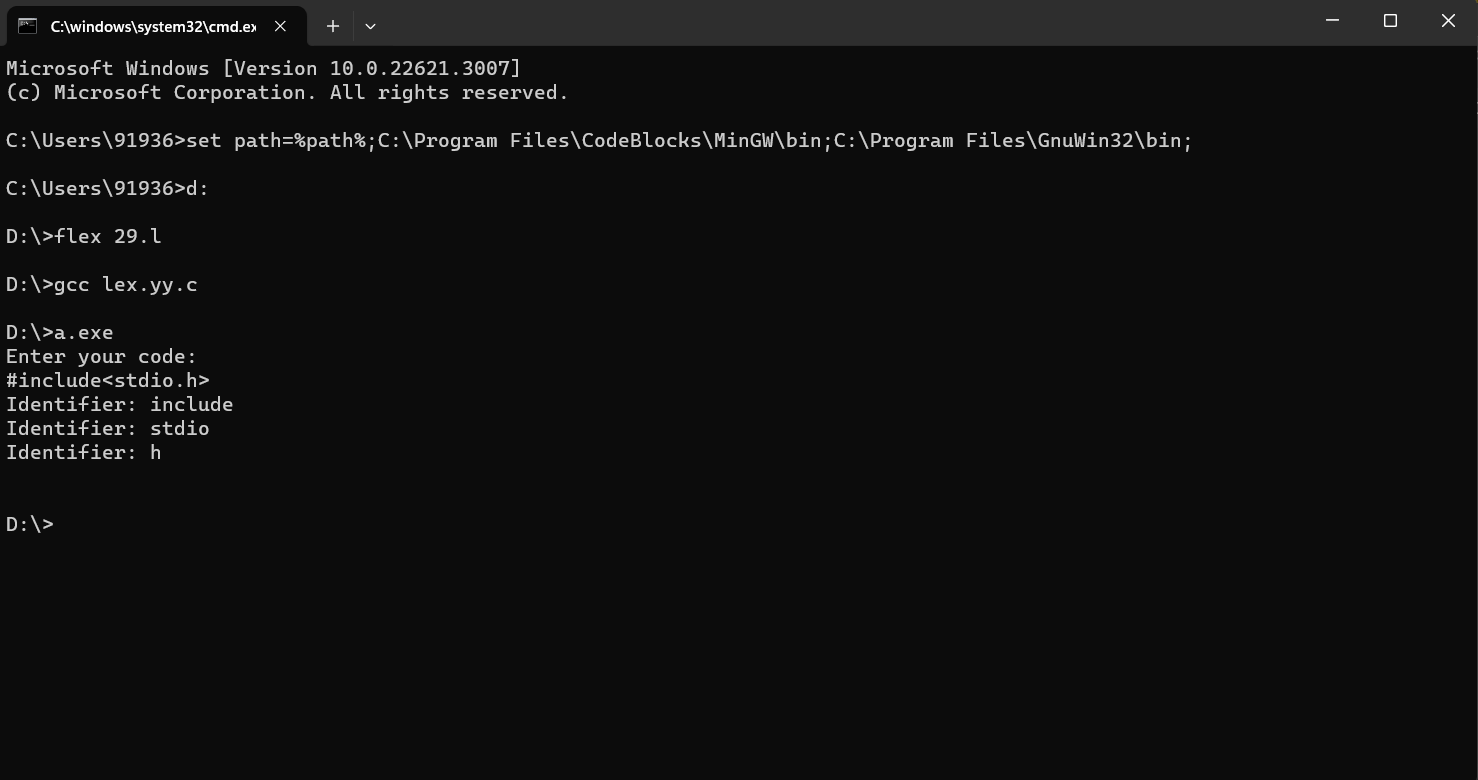 C:\windows\system32\cmd.ex
Microsoft Windows [Version 10.0.22621.3007]
(c) Microsoft Corporation. All rights reserved.
C:\Users\91936>set path=%path%;C:\Program Files\CodeBlocks\MinGW\bin;C:\Program Files\GnuWin32\bin;
C:\Users\91936>d:
D:\>flex 29.l
D:\>gcc lex.yy.c
D:\>a.exe
Enter your code:
#include<stdio.h>
Identifier: include
Identifier: stdio
Identifier: h
D:\>